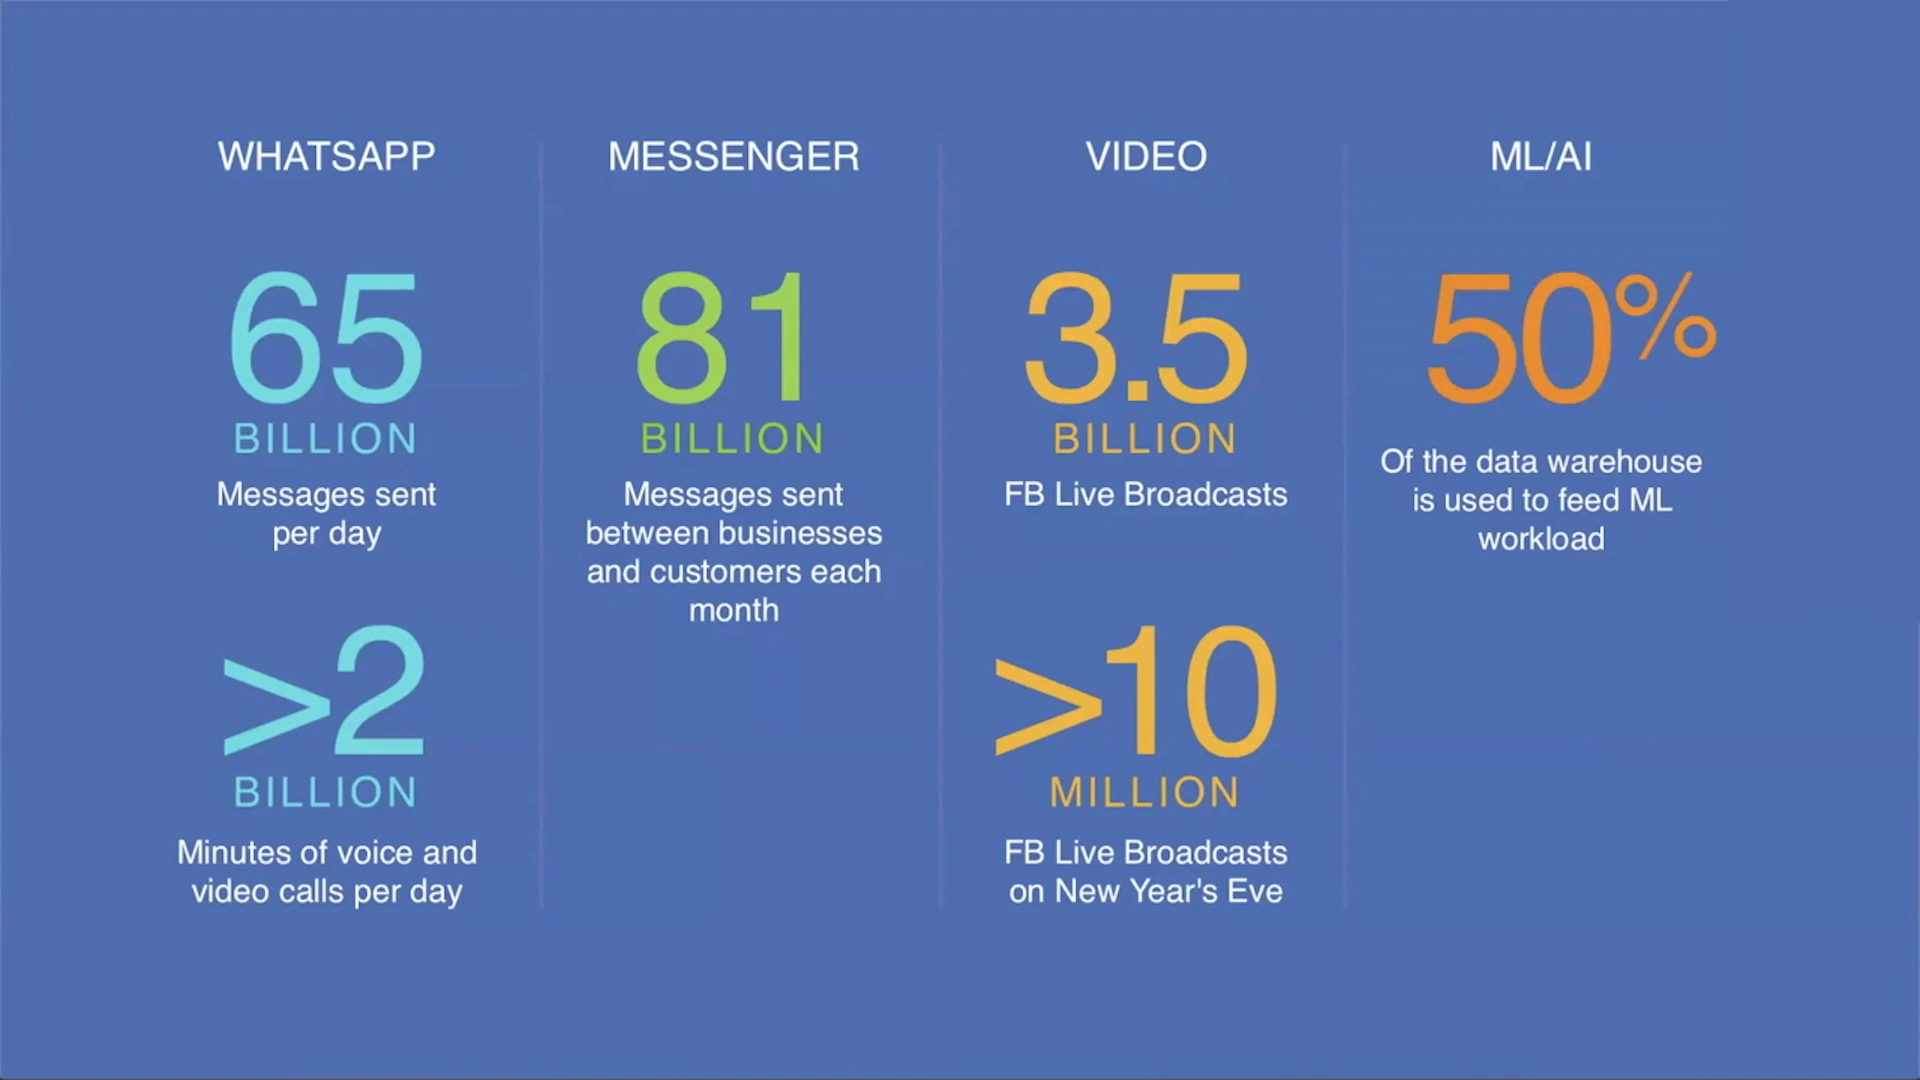 WHATSAPP
65
BILLION
Messages sent
per day
>2
BILLION
Minutes of voice and
video calls per day
MESSENGER
81
BILLION
Messages sent
between businesses
and customers each
month
VIDEO
3.5
BILLION
FB Live Broadcasts
>10
MILLION
FB Live Broadcasts
on New Year's Eve
ML/AI
50%
Of the data warehouse
is used to feed ML
workload